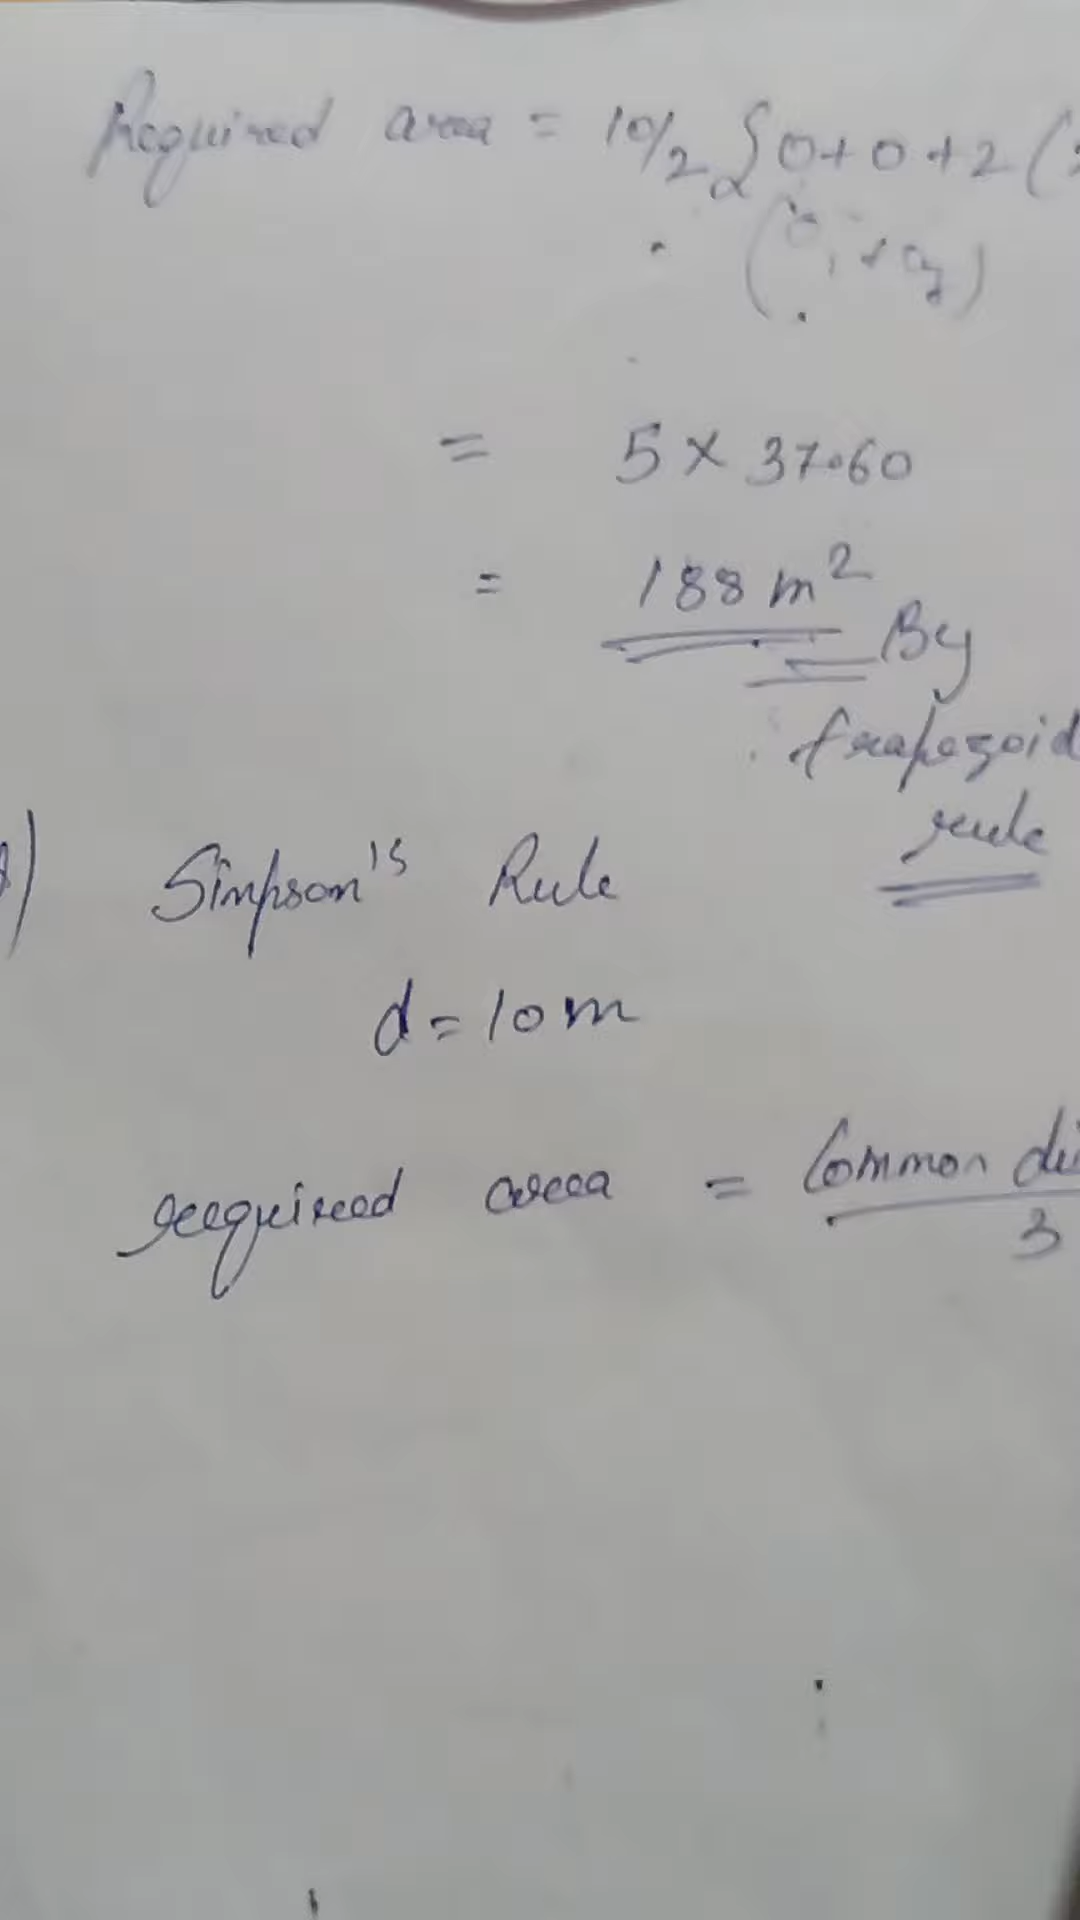 Required area = 10/2 {0+0+2(
= 5 × 37.60
= 188 m²
By
trapezoid
rule
) Simpson's Rule
d = 10m
required area = Common di
3